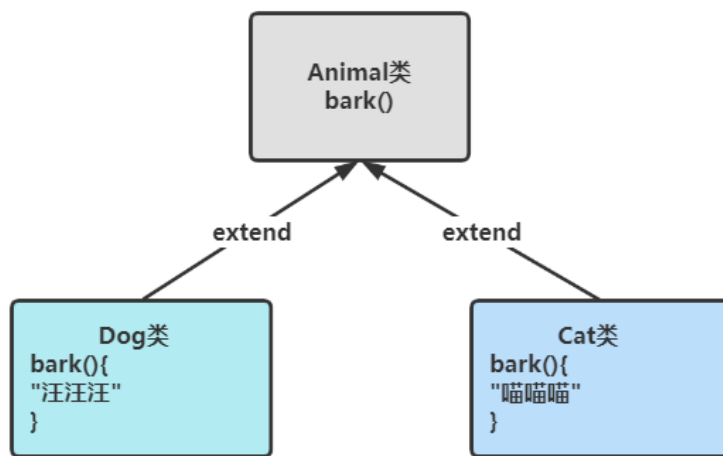 Animal类
bark()
extend
extend
Dog类
bark(){
"汪汪汪"
}
Cat类
bark(){
"喵喵喵"
}